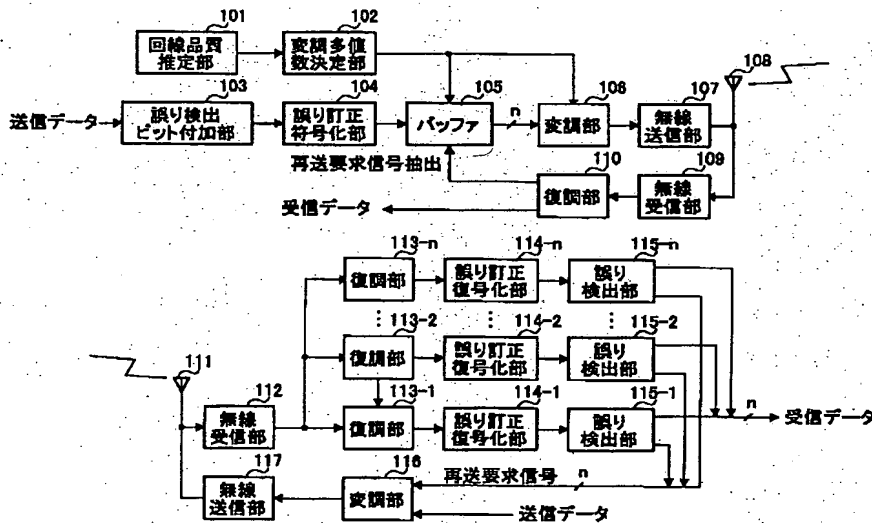 101
102
回線品質
推定部
変調多値
数決定部
108
103
104
105
106
107
送信データ
誤り検出
ビット付加部
誤り訂正
符号化部
バッファ
n
変調部
無線
送信部
再送要求信号抽出
110
109
受信データ
復調部
無線
受信部
113-n
114-n
115-n
復調部
誤り訂正
復号化部
誤り
検出部
113-2
114-2
115-2
復調部
誤り訂正
復号化部
誤り
検出部
111
112
113-1
114-1
115-1
無線
受信部
復調部
誤り訂正
復号化部
誤り
検出部
n
受信データ
117
116
再送要求信号
n
無線
送信部
変調部
送信データ